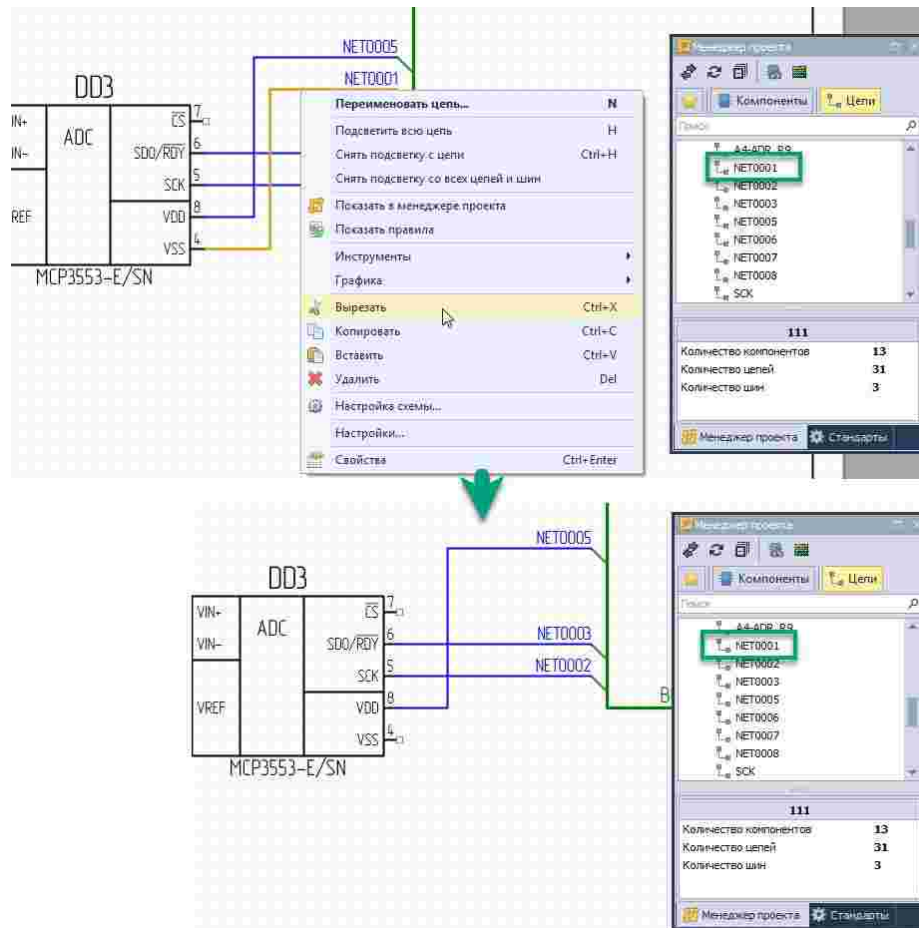 NET0005
NET0001
DD3
IN+
IN-
REF
ADC
CS 7
SDO/RDY 6
SCK 5
VDD 8
VSS 4
MCP3553-E/SN
Переименовать цепь... N
Подсветить всю цепь H
Снять подсветку с цепи Ctrl+H
Снять подсветку со всех цепей и шин
Показать в менеджере проекта
Показать правила
Инструменты
Графика
Вырезать Ctrl+X
Копировать Ctrl+C
Вставить Ctrl+V
Удалить Del
Настройка схемы...
Настройки...
Свойства Ctrl+Enter
Менеджер проекта
Компоненты Цепи
Поиск
A4-ADR_R9
NET0001
NET0002
NET0003
NET0005
NET0006
NET0007
NET0008
SCK
111
Количество компонентов 13
Количество цепей 31
Количество шин 3
Менеджер проекта Стандарты
NET0005
NET0003
NET0002
DD3
VIN+
VIN-
VREF
ADC
CS 7
SDO/RDY 6
SCK 5
VDD 8
VSS 4
MCP3553-E/SN
B
Менеджер проекта
Компоненты Цепи
Поиск
A4-ADR_R9
NET0001
NET0002
NET0003
NET0005
NET0006
NET0007
NET0008
SCK
111
Количество компонентов 13
Количество цепей 31
Количество шин 3
Менеджер проекта Стандарты